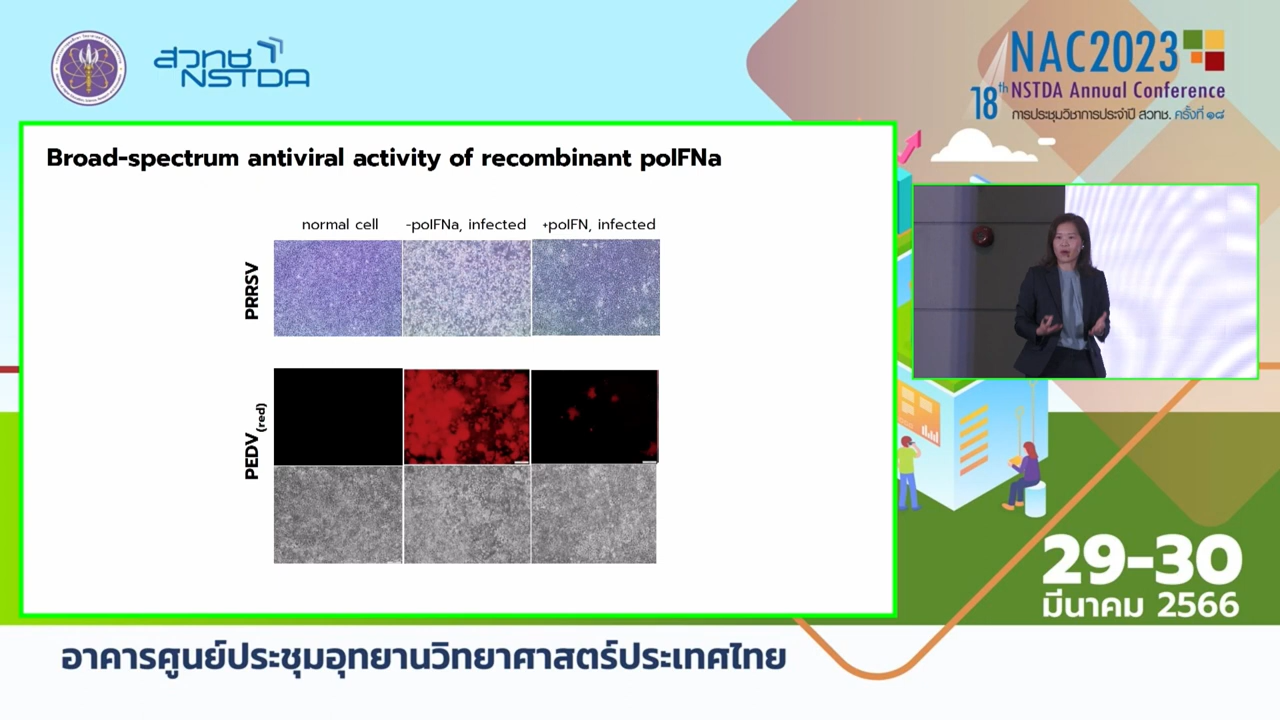 สวทช
NSTDA
NAC2023
18th NSTDA Annual Conference
การประชุมวิชาการประจำปี สวทช. ครั้งที่ ๑๘
Broad-spectrum antiviral activity of recombinant poIFNa
normal cell
-poIFNa, infected
+poIFN, infected
PRRSV
PEDV(red)
29-30
มีนาคม 2566
อาคารศูนย์ประชุมอุทยานวิทยาศาสตร์ประเทศไทย